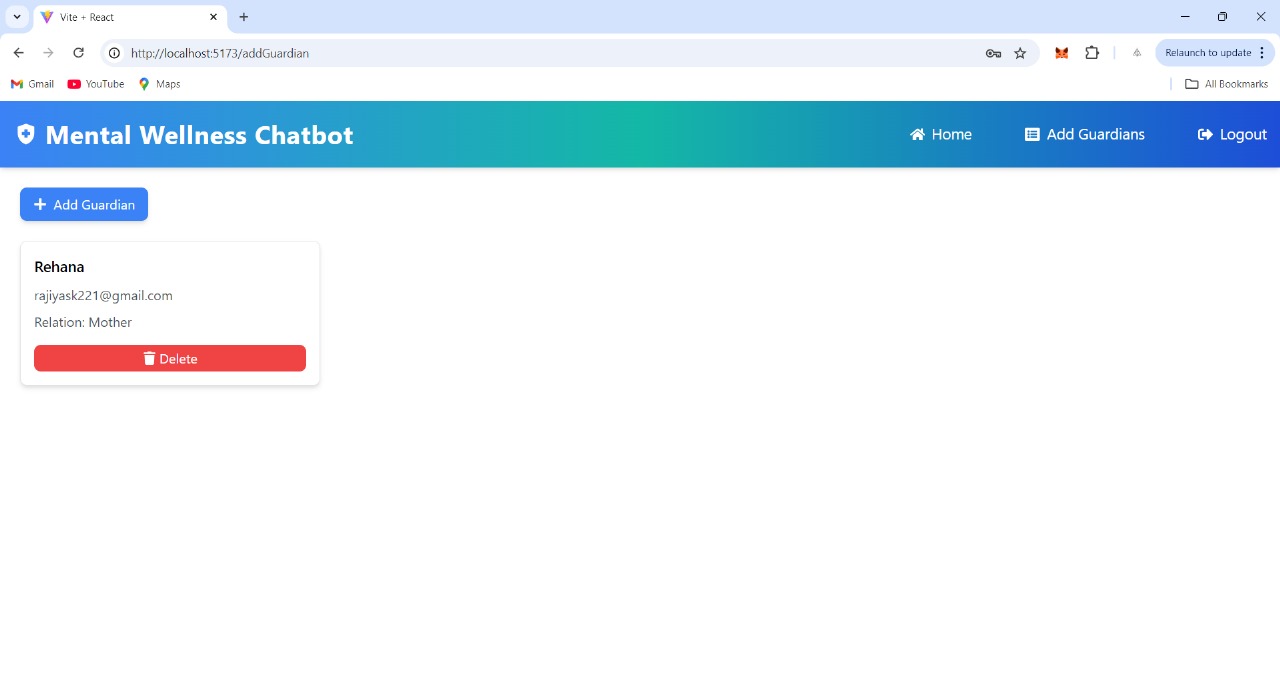 Vite + React
http://localhost:5173/addGuardian
Relaunch to update
Gmail YouTube Maps All Bookmarks
Mental Wellness Chatbot Home Add Guardians Logout
Add Guardian
Rehana
rajiyask221@gmail.com
Relation: Mother
Delete